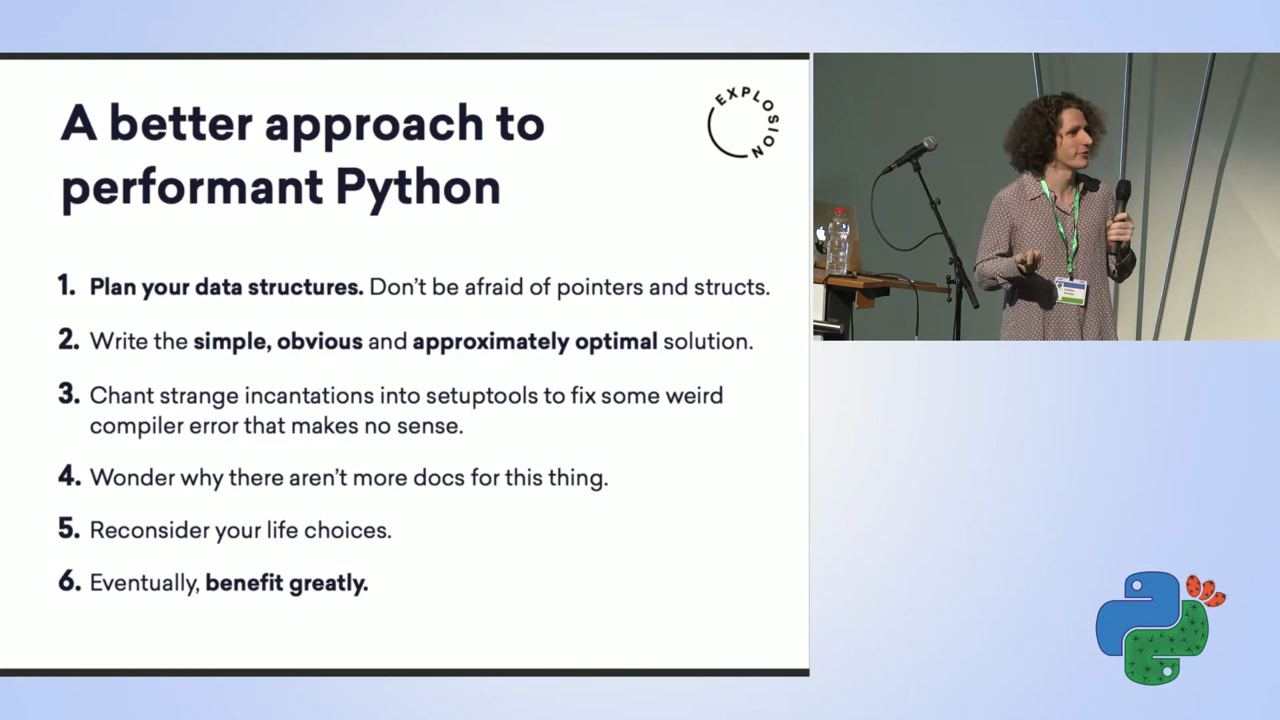 A better approach to
performant Python
EXPLOSION
1. Plan your data structures. Don't be afraid of pointers and structs.
2. Write the simple, obvious and approximately optimal solution.
3. Chant strange incantations into setuptools to fix some weird
compiler error that makes no sense.
4. Wonder why there aren't more docs for this thing.
5. Reconsider your life choices.
6. Eventually, benefit greatly.